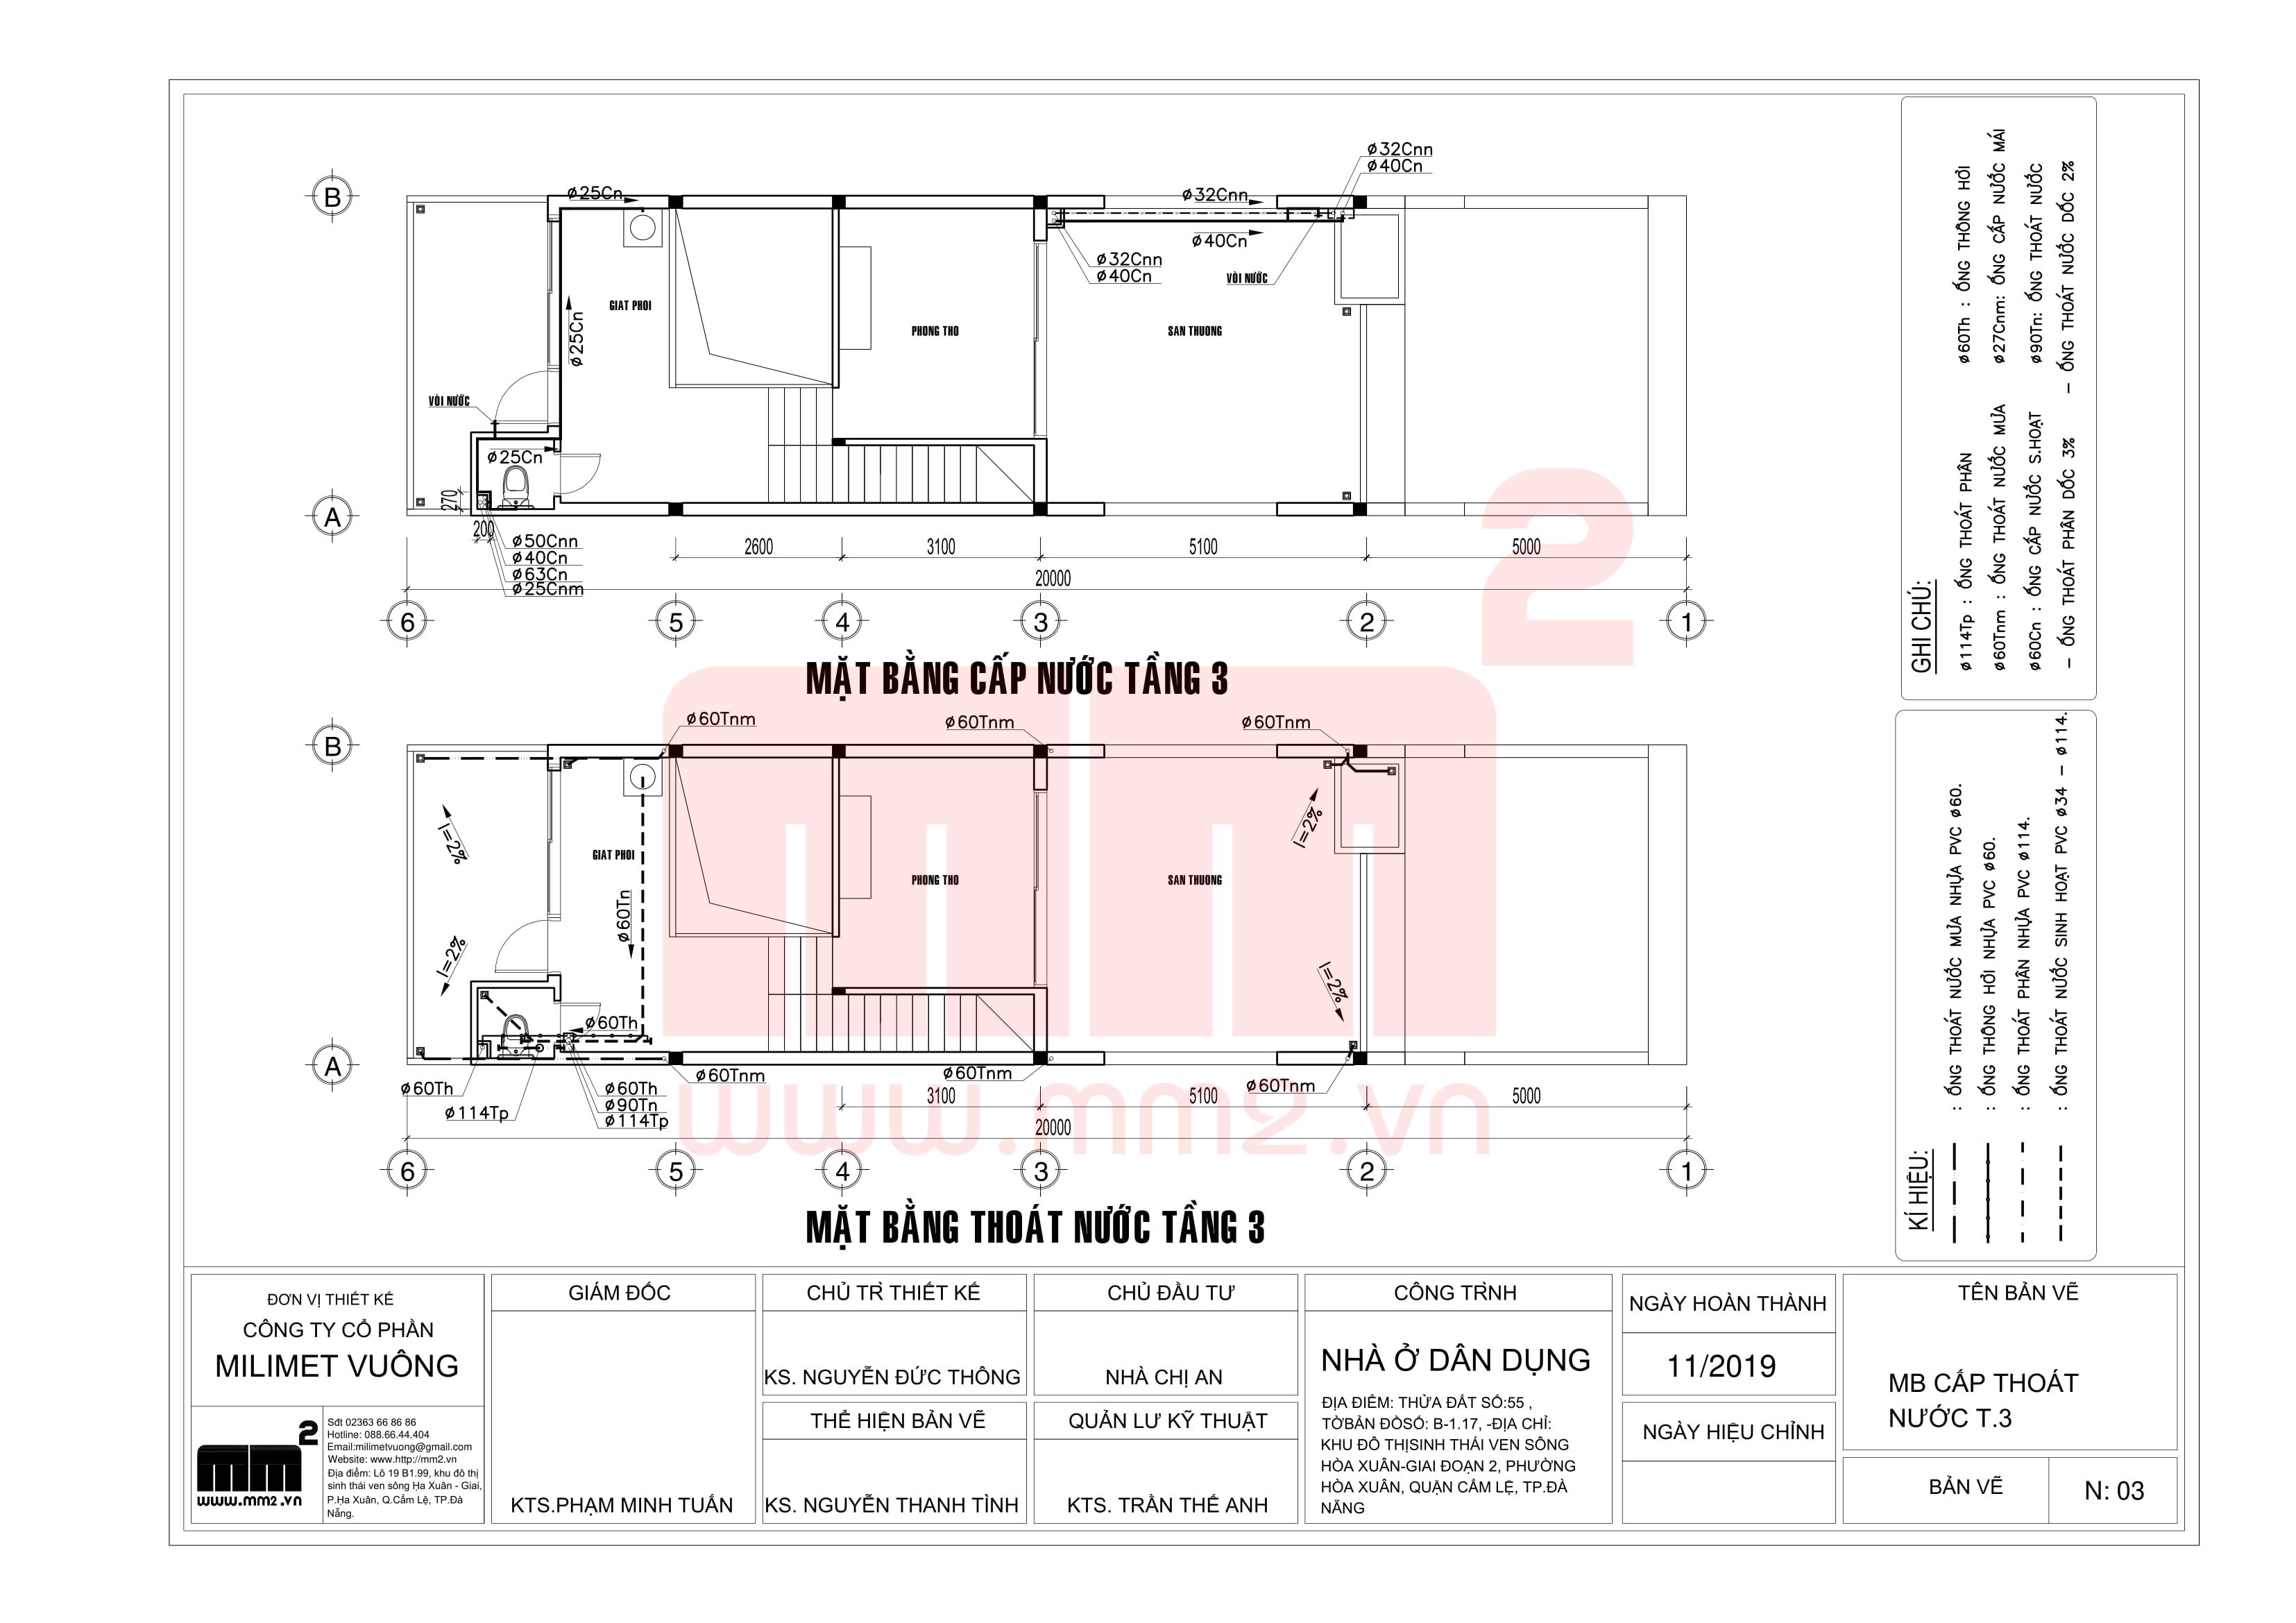 ø32Cnn
ø40Cn
B
ø25Cn
ø32Cnn
ø40Cn
ø32Cnn
ø40Cn
VÒI NƯỚC
GIAT PHOI
ø25Cn
PHONG THO
SAN THUONG
VÒI NƯỚC
ø25Cn
270
A
200
ø50Cnn
ø40Cn
ø63Cn
ø25Cnm
2600
3100
5100
5000
20000
6
5
4
3
2
1
MẶT BẰNG CẤP NƯỚC TẦNG 3
ø60Tnm
ø60Tnm
ø60Tnm
B
I=2%
I=2%
GIAT PHOI
PHONG THO
SAN THUONG
ø60Tn
I=2%
I=2%
ø60Th
A
ø60Tnm
ø60Tnm
ø60Tnm
ø60Th
ø114Tp
ø60Th
ø90Tn
ø114Tp
3100
5100
5000
20000
6
5
4
3
2
1
MẶT BẰNG THOÁT NƯỚC TẦNG 3
2
www.mm2.vn
GHI CHÚ:
ø114Tp : ỐNG THOÁT PHÂN
ø60Th : ỐNG THÔNG HƠI
ø60Tnm : ỐNG THOÁT NƯỚC MƯA
ø27Cnm: ỐNG CẤP NƯỚC MÁI
ø60Cn : ỐNG CẤP NƯỚC S.HOẠT
ø90Tn: ỐNG THOÁT NƯỚC
- ỐNG THOÁT PHÂN DỐC 3%
- ỐNG THOÁT NƯỚC DỐC 2%
KÍ HIỆU:
: ỐNG THOÁT NƯỚC MƯA NHỰA PVC ø60.
: ỐNG THÔNG HƠI NHỰA PVC ø60.
: ỐNG THOÁT PHÂN NHỰA PVC ø114.
: ỐNG THOÁT NƯỚC SINH HOẠT PVC ø34 - ø114.
ĐƠN VỊ THIẾT KẾ
CÔNG TY CỔ PHẦN
MILIMET VUÔNG
mm2
www.mm2.vn
Sđt 02363 66 86 86
Hotline: 088.66.44.404
Email:milimetvuong@gmail.com
Website: www.http://mm2.vn
Địa điểm: Lô 19 B1.99, khu đô thị
sinh thái ven sông Hạ Xuân - Giai,
P.Hạ Xuân, Q.Cẩm Lệ, TP.Đà
Nẵng.
GIÁM ĐỐC
KTS.PHẠM MINH TUẤN
CHỦ TRÌ THIẾT KẾ
KS. NGUYỄN ĐỨC THÔNG
THỂ HIỆN BẢN VẼ
KS. NGUYỄN THANH TÌNH
CHỦ ĐẦU TƯ
NHÀ CHỊ AN
QUẢN LƯ KỸ THUẬT
KTS. TRẦN THẾ ANH
CÔNG TRÌNH
NHÀ Ở DÂN DỤNG
ĐỊA ĐIỂM: THỬA ĐẤT SỐ:55 ,
TỜBẢN ĐỒSỐ: B-1.17, -ĐỊA CHỈ:
KHU ĐÔ THỊSINH THÁI VEN SÔNG
HÒA XUÂN-GIAI ĐOẠN 2, PHƯỜNG
HÒA XUÂN, QUẬN CẨM LỆ, TP.ĐÀ
NẴNG
NGÀY HOÀN THÀNH
11/2019
NGÀY HIỆU CHỈNH
TÊN BẢN VẼ
MB CẤP THOÁT
NƯỚC T.3
BẢN VẼ
N: 03